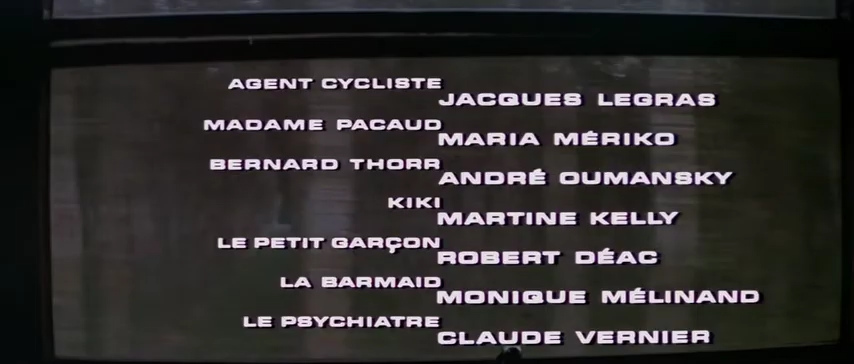 AGENT CYCLISTE
JACQUES LEGRAS
MADAME PACAUD
MARIA MÉRIKO
BERNARD THORR
ANDRÉ OUMANSKY
KIKI
MARTINE KELLY
LE PETIT GARÇON
ROBERT DÉAC
LA BARMAID
MONIQUE MÉLINAND
LE PSYCHIATRE
CLAUDE VERNIER